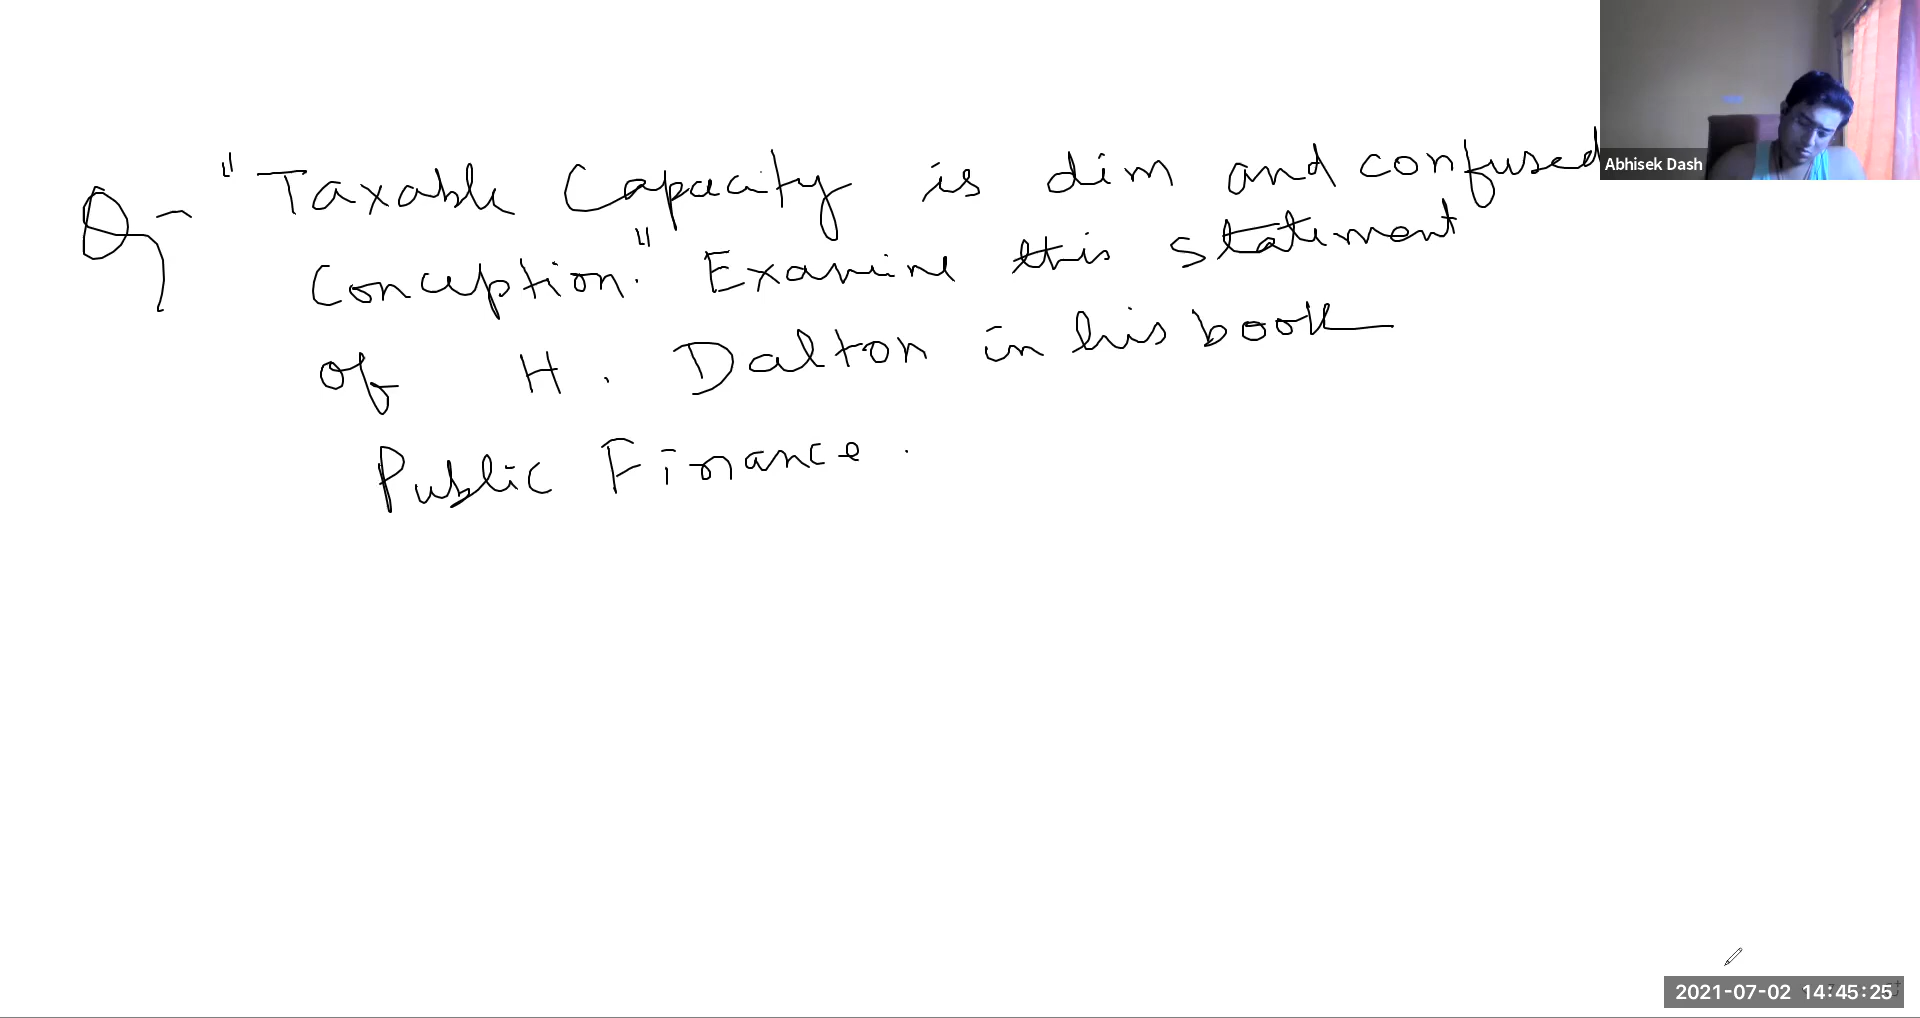 Q- "Taxable Capacity is dim and confused
Conception." Examine this statement
of H. Dalton in his book
Public Finance.
Abhisek Dash
2021-07-02 14:45:25